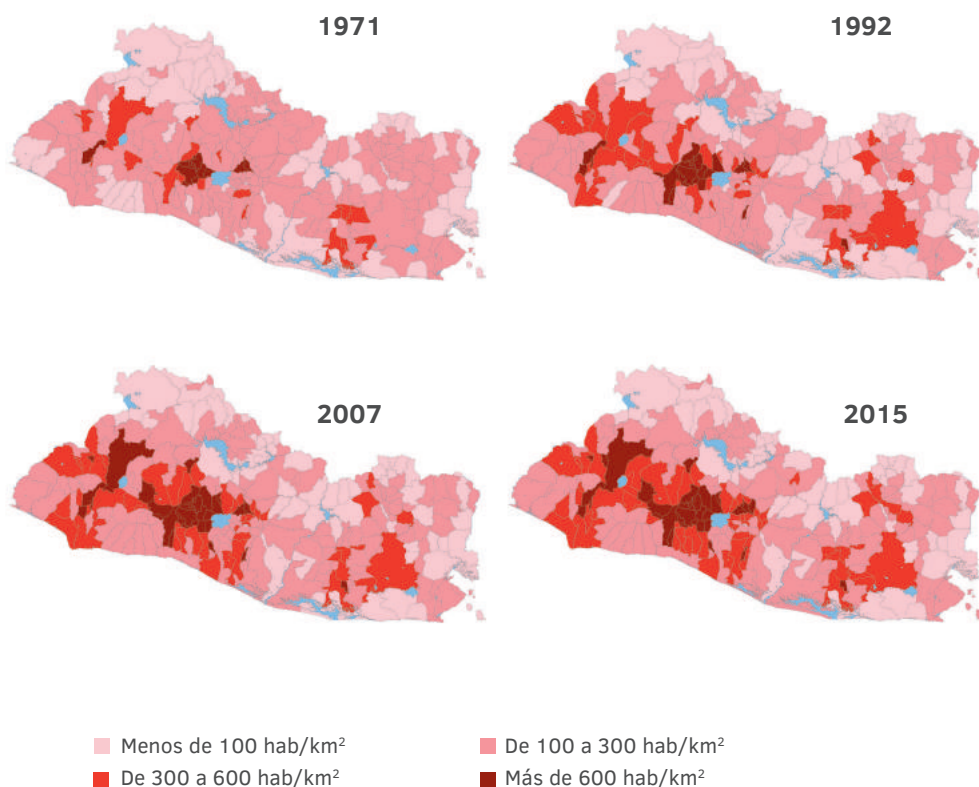 1971
1992
2007
2015
Menos de 100 hab/km²
De 100 a 300 hab/km²
De 300 a 600 hab/km²
Más de 600 hab/km²